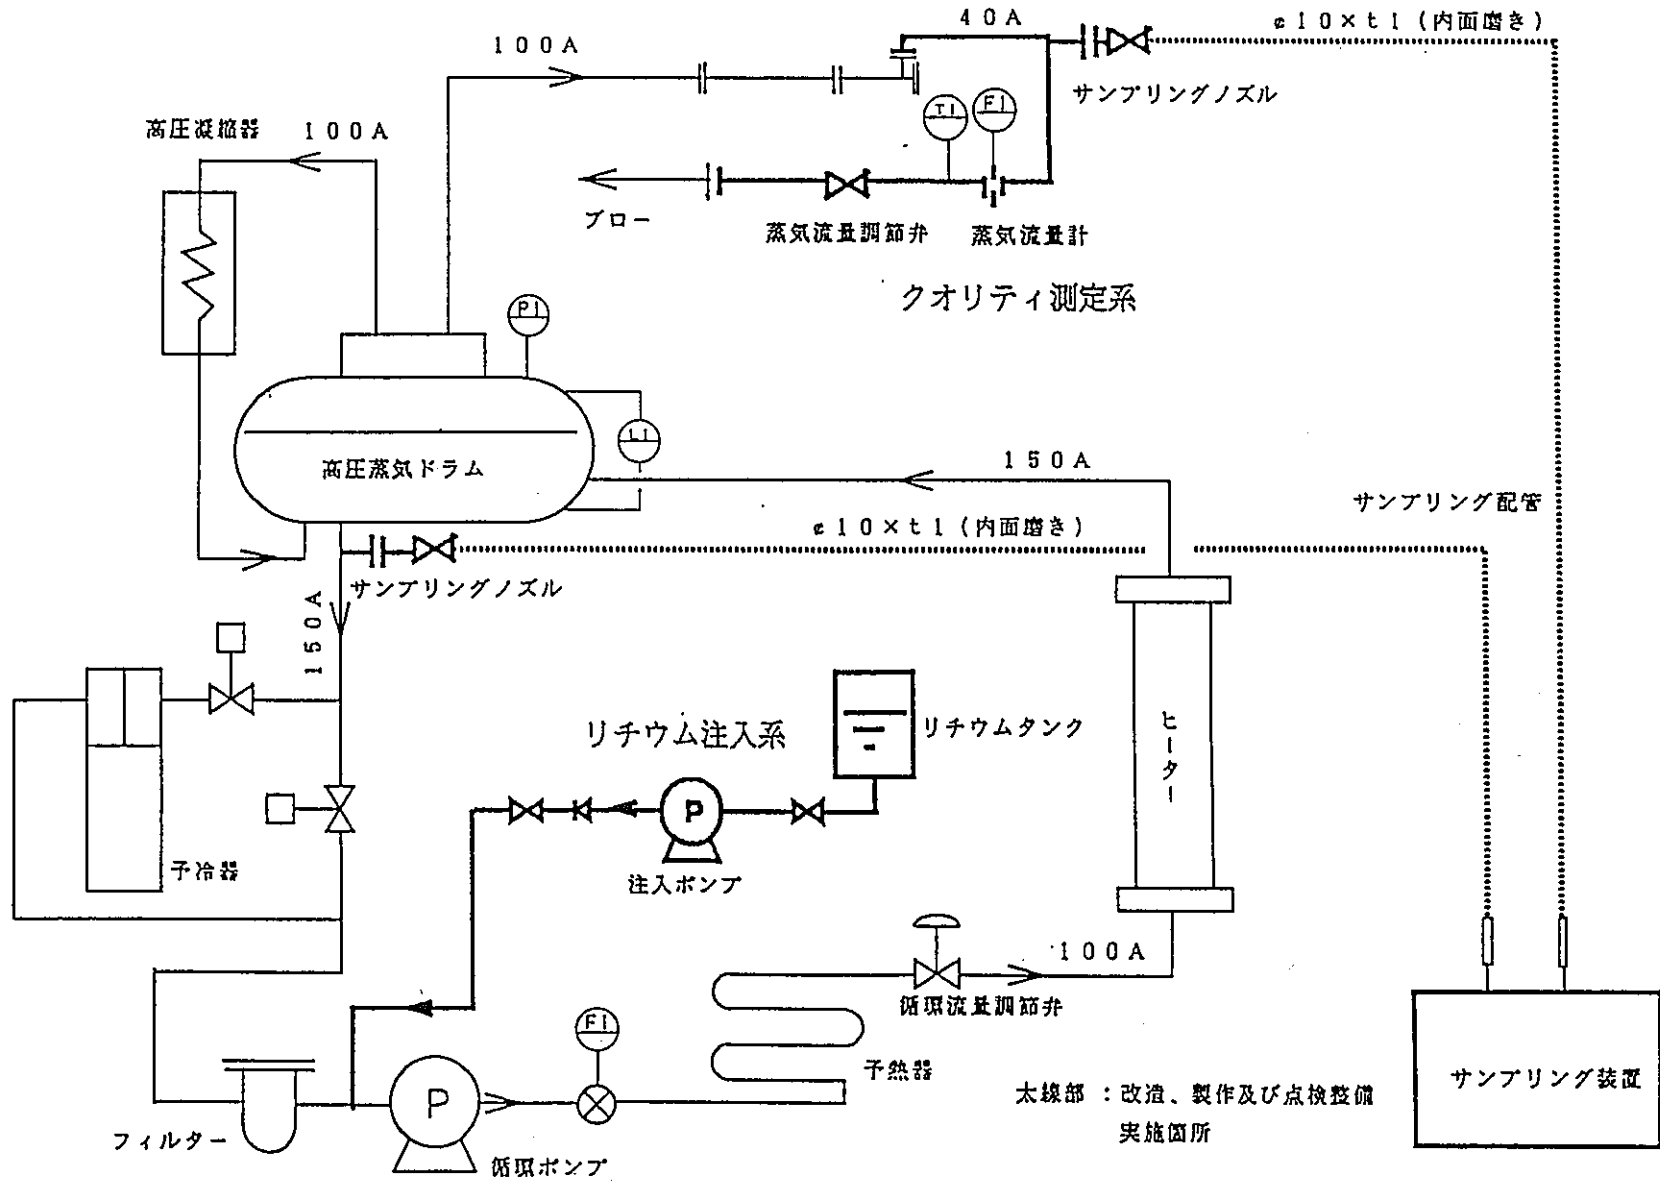 40A
¢10×t1(内面磨き)
100A
サンプリングノズル
TI
FI
高圧凝縮器
100A
ブロー
蒸気流量調節弁
蒸気流量計
クオリティ測定系
PI
LI
高圧蒸気ドラム
150A
サンプリング配管
¢10×t1(内面磨き)
サンプリングノズル
150A
リチウム注入系
リチウムタンク
ヒーター
P
予冷器
注入ポンプ
100A
循環流量調節弁
FI
予熱器
P
サンプリング装置
太線部:改造、製作及び点検整備
実施箇所
フィルター
循環ポンプ